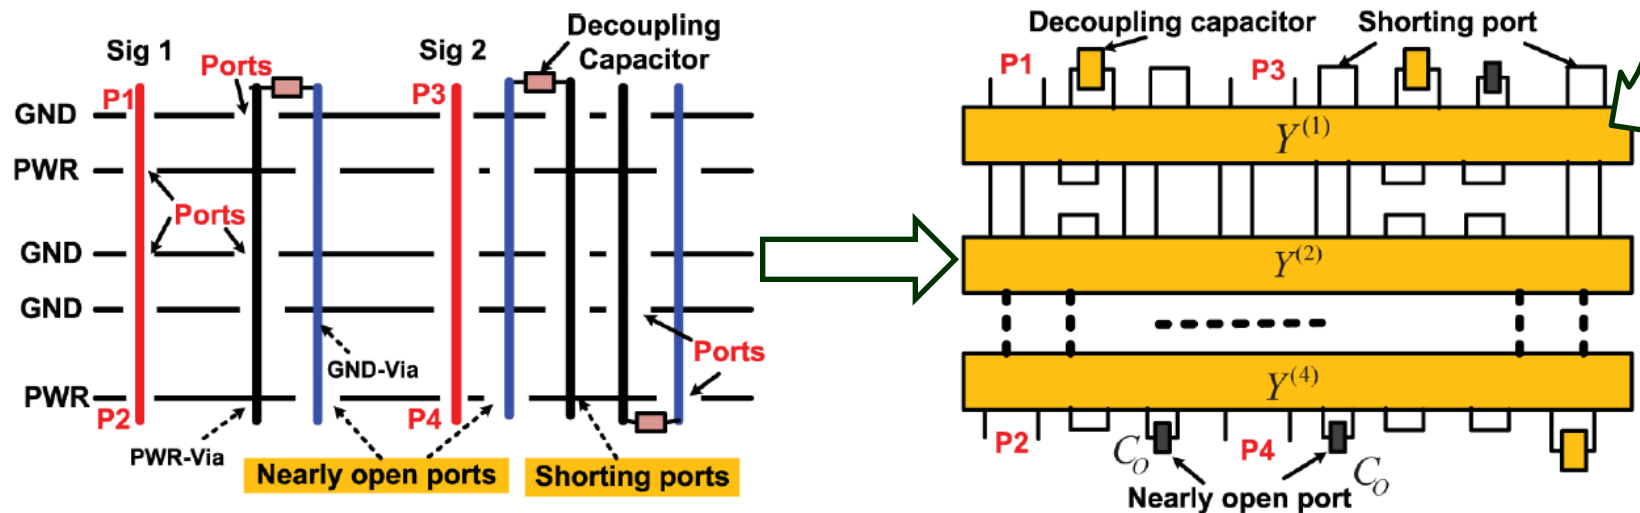 Sig 1
Sig 2
Decoupling
Capacitor
Ports
P1
P3
GND
PWR
Ports
GND
GND
Ports
GND-Via
PWR
P2
P4
PWR-Via
Nearly open ports
Shorting ports
Decoupling capacitor
Shorting port
P1
P3
Y(1)
Y(2)
Y(4)
P2
P4
CO
CO
Nearly open port